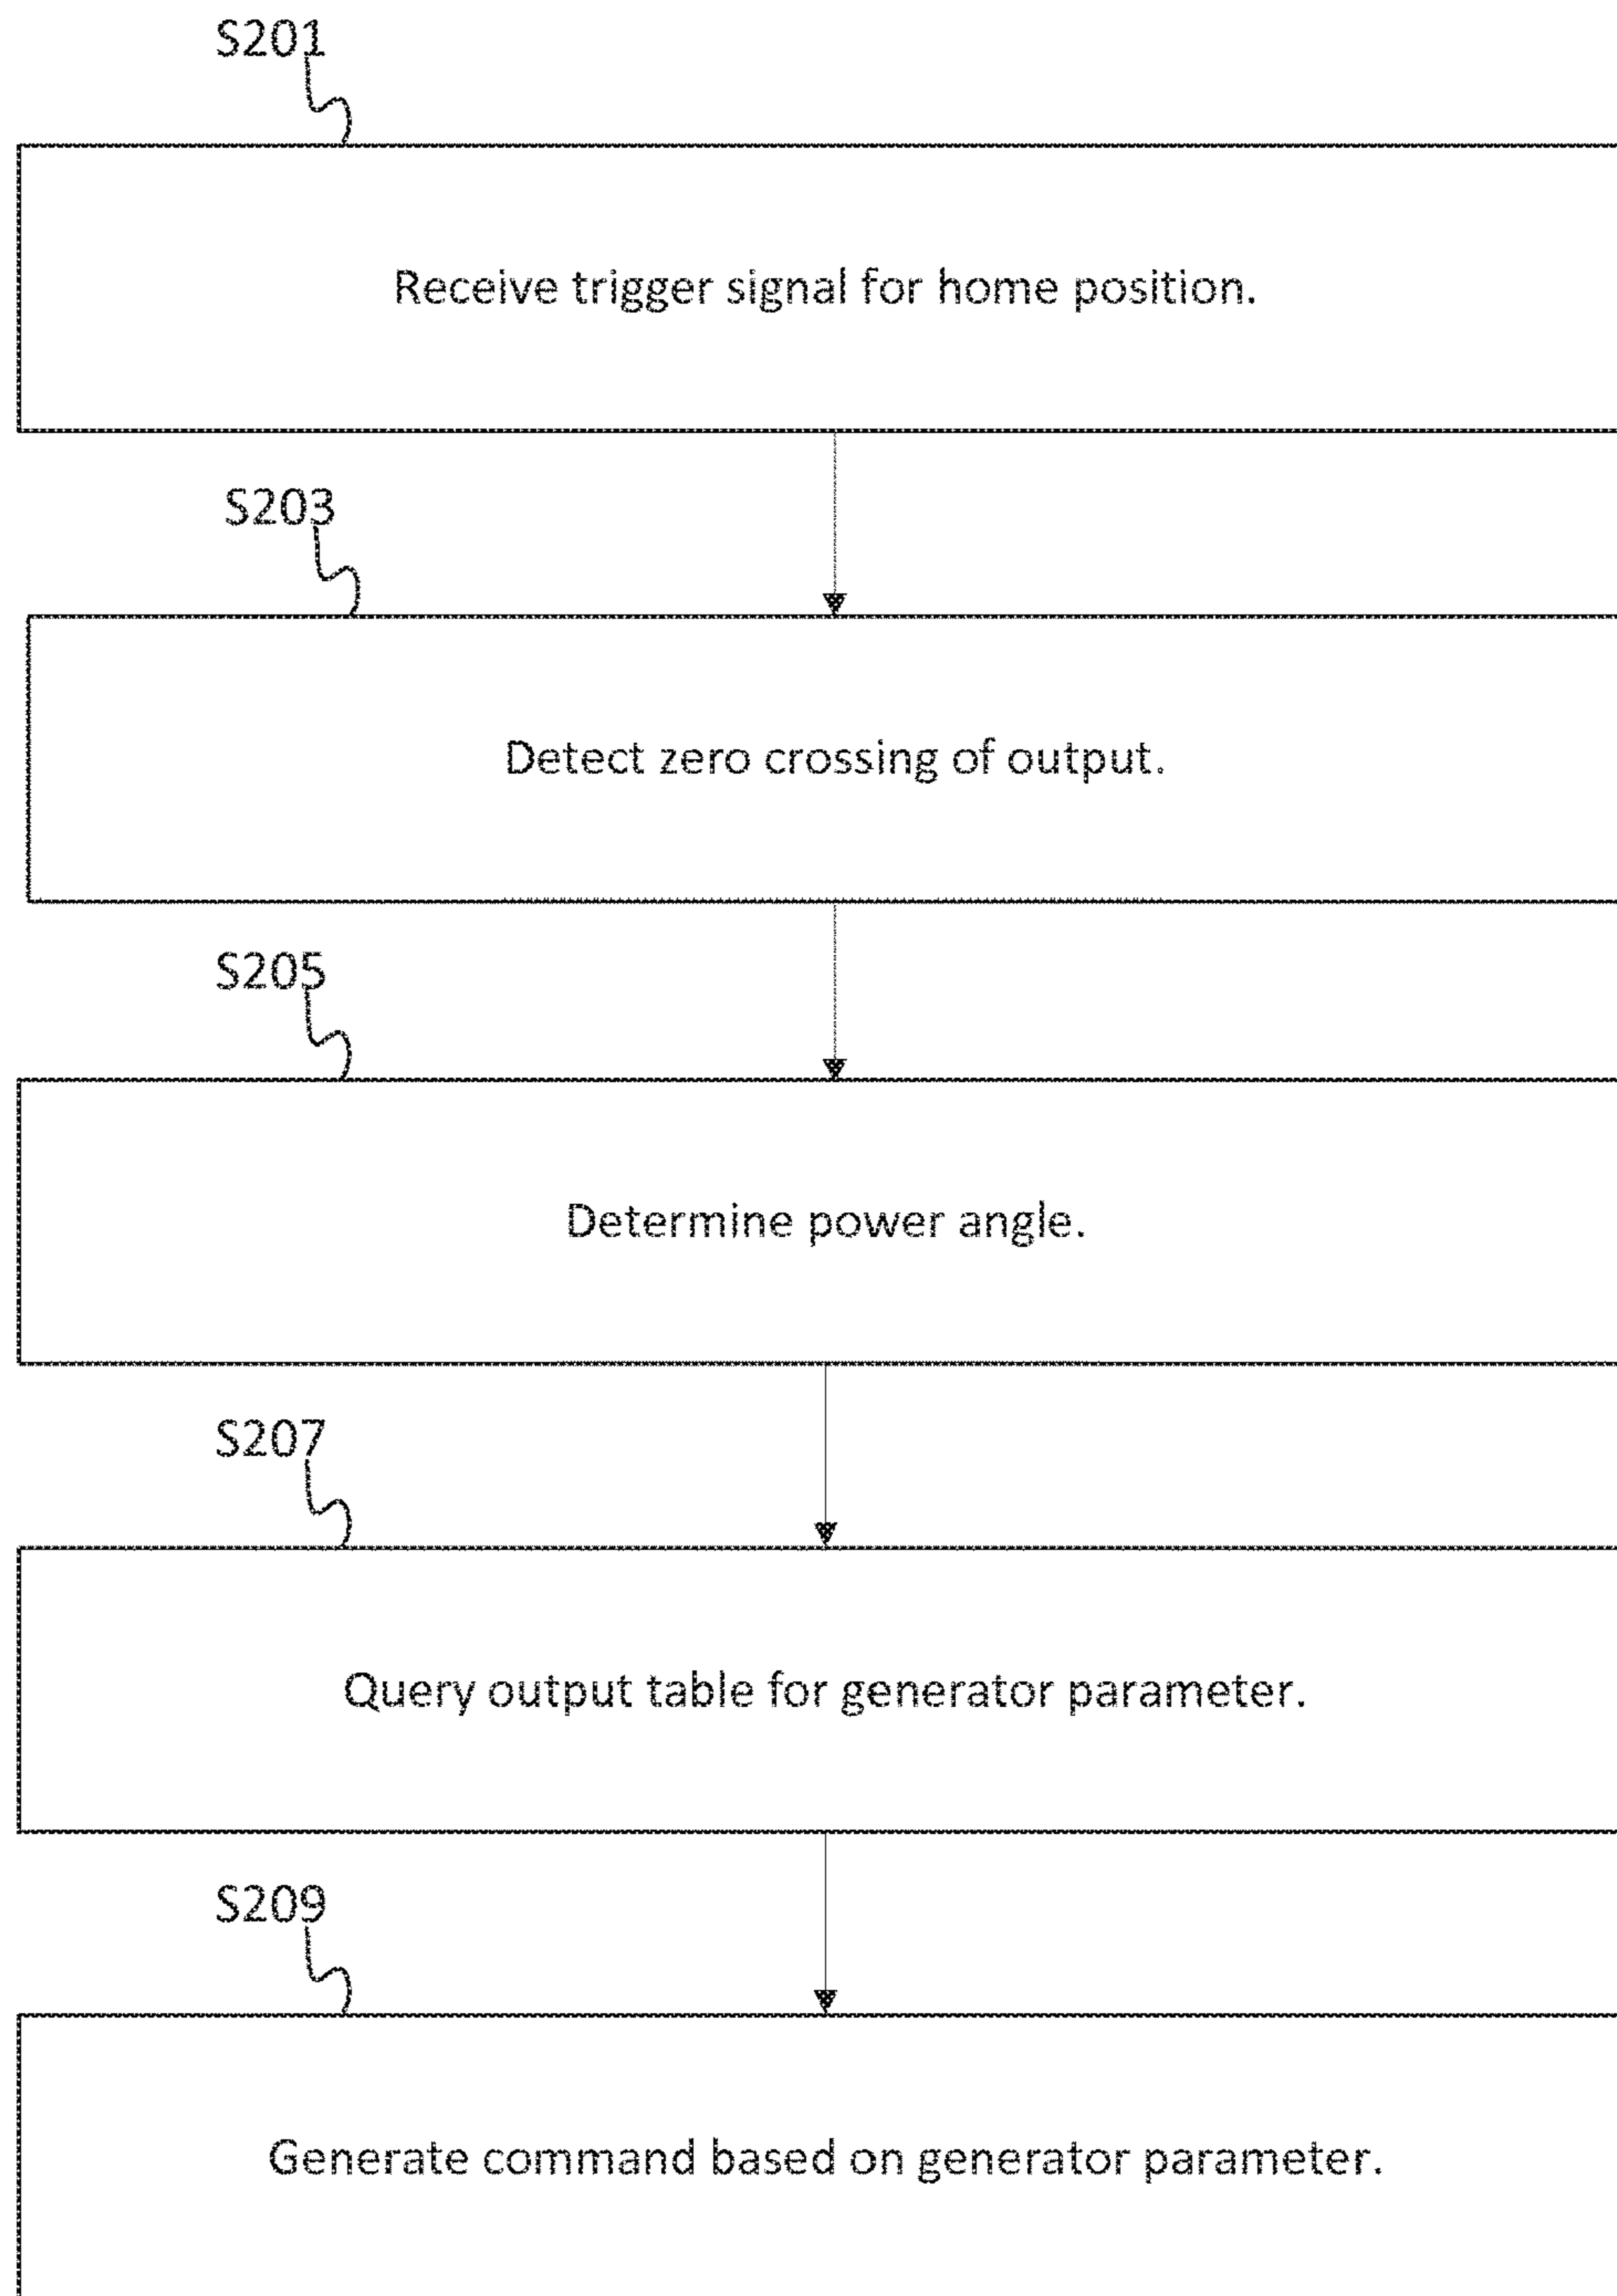 S201
Receive trigger signal for home position.
S203
Detect zero crossing of output.
S205
Determine power angle.
S207
Query output table for generator parameter.
S209
Generate command based on generator parameter.